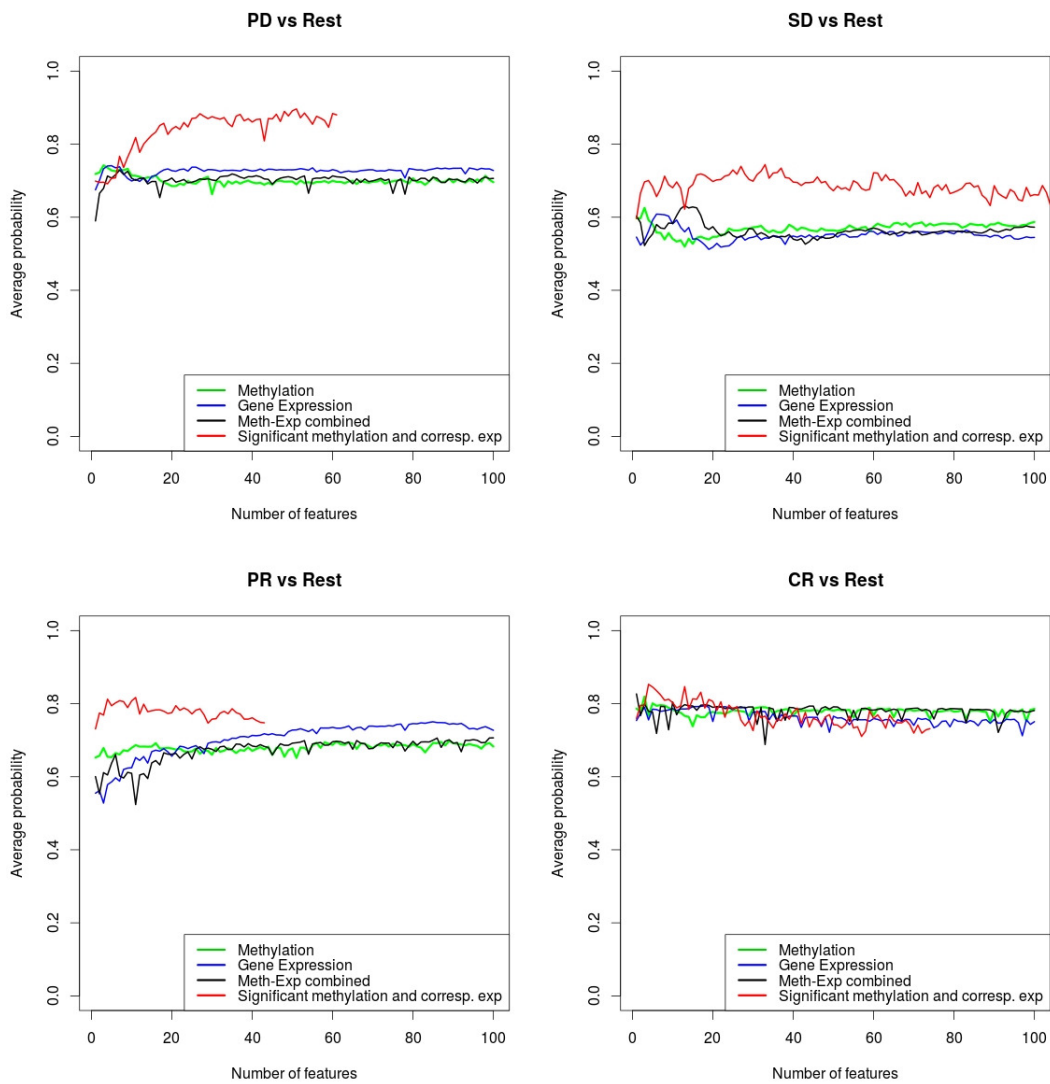 PD vs Rest
Average probability
1.0
0.8
0.6
0.4
0.2
0.0
Methylation
Gene Expression
Meth-Exp combined
Significant methylation and corresp. exp
0 20 40 60 80 100
Number of features
SD vs Rest
Average probability
1.0
0.8
0.6
0.4
0.2
0.0
Methylation
Gene Expression
Meth-Exp combined
Significant methylation and corresp. exp
0 20 40 60 80 100
Number of features
PR vs Rest
Average probability
1.0
0.8
0.6
0.4
0.2
0.0
Methylation
Gene Expression
Meth-Exp combined
Significant methylation and corresp. exp
0 20 40 60 80 100
Number of features
CR vs Rest
Average probability
1.0
0.8
0.6
0.4
0.2
0.0
Methylation
Gene Expression
Meth-Exp combined
Significant methylation and corresp. exp
0 20 40 60 80 100
Number of features